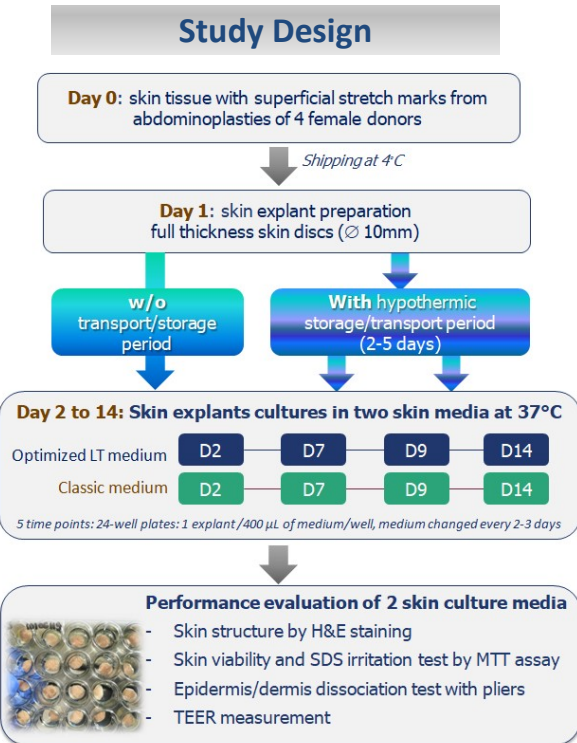 Study Design
Day 0: skin tissue with superficial stretch marks from
abdominoplasties of 4 female donors
Shipping at 4°C
Day 1: skin explant preparation
full thickness skin discs (∅ 10mm)
w/o
transport/storage
period
With hypothermic
storage/transport period
(2-5 days)
Day 2 to 14: Skin explants cultures in two skin media at 37°C
Optimized LT medium D2 D7 D9 D14
Classic medium D2 D7 D9 D14
5 time points: 24-well plates: 1 explant /400 µL of medium/well, medium changed every 2-3 days
Performance evaluation of 2 skin culture media
- Skin structure by H&E staining
- Skin viability and SDS irritation test by MTT assay
- Epidermis/dermis dissociation test with pliers
- TEER measurement